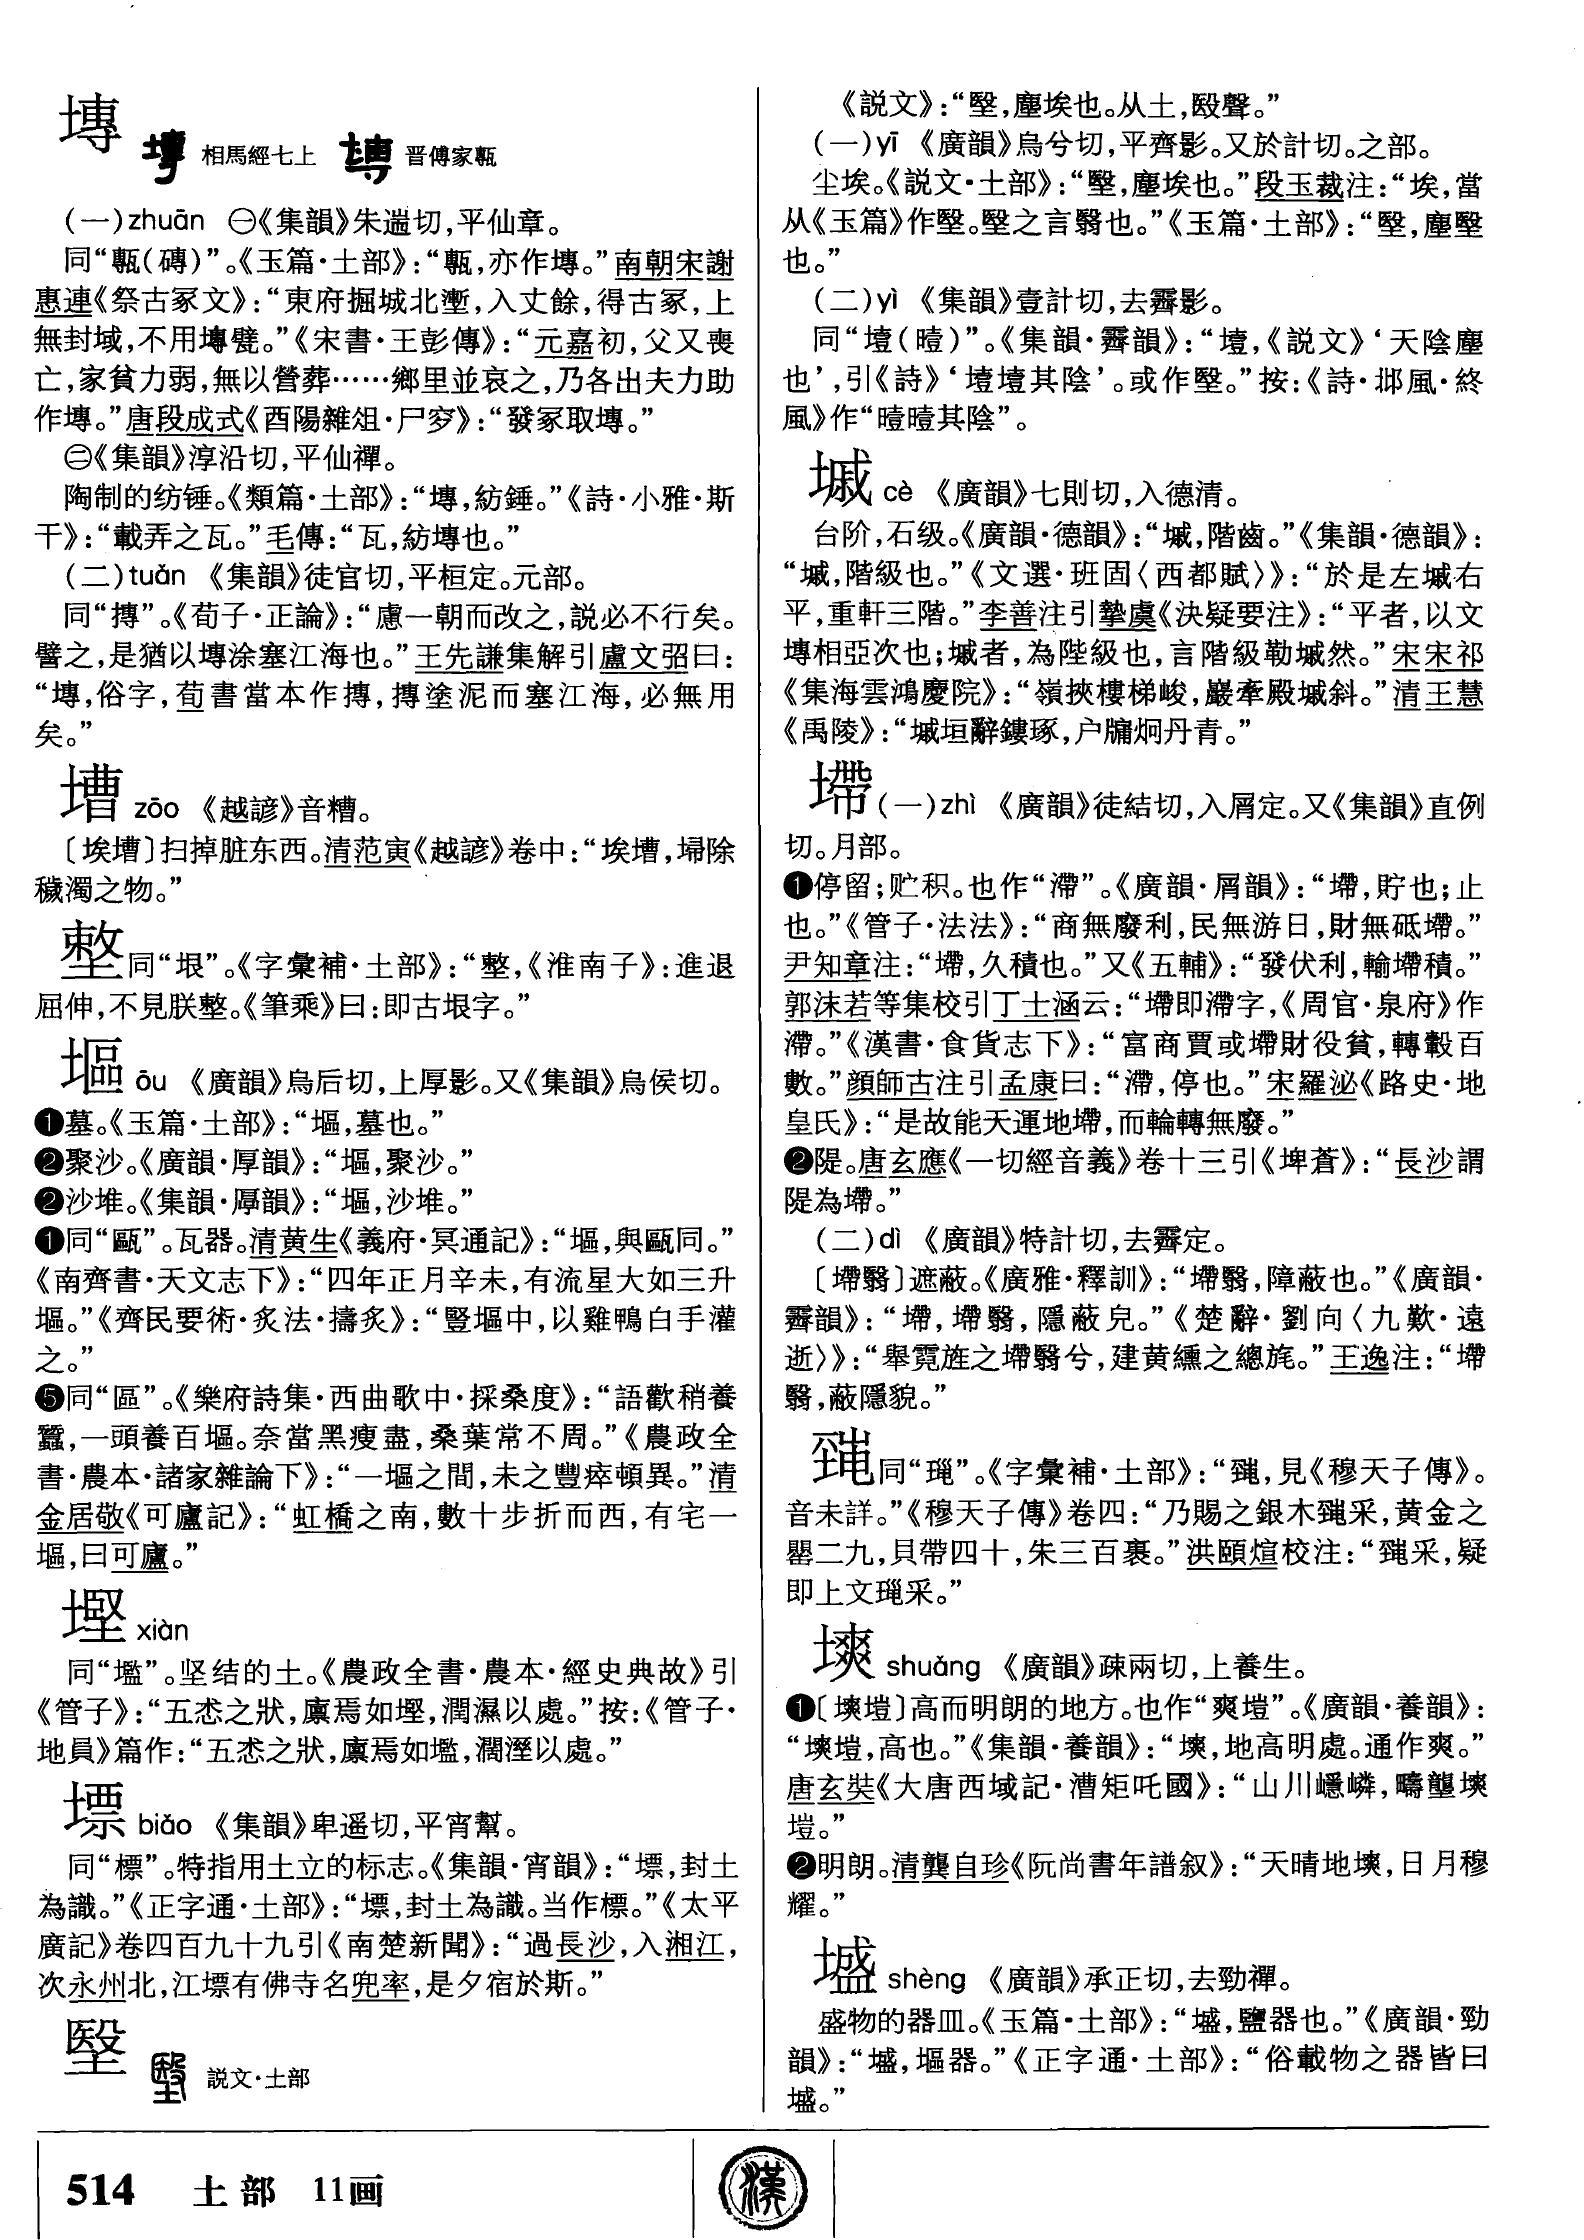 塼 相馬經七上 晋傅家甎
(一)zhuān ㊀《集韻》朱遄切,平仙章。
同“甎(磚)”。《玉篇·土部》:“甎,亦作塼。”南朝宋謝
惠連《祭古冢文》:“東府掘城北壍,入丈餘,得古冢,上
無封域,不用塼甓。”《宋書·王彭傳》:“元嘉初,父又喪
亡,家貧力弱,無以營葬……鄉里並哀之,乃各出夫力助
作塼。”唐段成式《酉陽雜俎·尸穸》:“發冢取塼。”
㊁《集韻》淳沿切,平仙禪。
陶制的纺锤。《類篇·土部》:“塼,紡錘。”《詩·小雅·斯
干》:“載弄之瓦。”毛傳:“瓦,紡塼也。”
(二)tuǎn 《集韻》徒官切,平桓定。元部。
同“摶”。《荀子·正論》:“慮一朝而改之,説必不行矣。
譬之,是猶以塼涂塞江海也。”王先謙集解引盧文弨曰:
“塼,俗字,荀書當本作摶,摶塗泥而塞江海,必無用
矣。”
塘 zōo 《越諺》音糟。
〔埃𡏱〕扫掉脏东西。清范寅《越諺》卷中:“埃𡏱,埽除
穢濁之物。”
同“垠”。《字彙補·土部》:“,《淮南子》:進退
屈伸,不見朕。《筆乘》曰:即古垠字。”
塸 ōu 《廣韻》烏后切,上厚影。又《集韻》烏侯切。
❶墓。《玉篇·土部》:“塸,墓也。”
❷聚沙。《廣韻·厚韻》:“塸,聚沙。”
❷沙堆。《集韻·厚韻》:“塸,沙堆。”
❶同“甌”。瓦器。清黄生《義府·冥通記》:“塸,與甌同。”
《南齊書·天文志下》:“四年正月辛未,有流星大如三升
塸。”《齊民要術·炙法·擣炙》:“豎塸中,以雞鴨白手灌
之。”
❺同“區”。《樂府詩集·西曲歌中·採桑度》:“語歡稍養
蠶,一頭養百塸。奈當黑瘦盡,桑葉常不周。”《農政全
書·農本·諸家雜論下》:“一塸之間,未之豐瘁頓異。”清
金居敬《可廬記》:“虹橋之南,數十步折而西,有宅一
塸,曰可廬。”
xiàn
同“壏”。坚结的土。《農政全書·農本·經史典故》引
《管子》:“五恋之狀,廪焉如,潤濕以處。”按:《管子·
地員》篇作:“五恋之狀,廪焉如壏,潤溼以處。”
墂 biǎo 《集韻》卑遥切,平宵幫。
同“標”。特指用土立的标志。《集韻·宵韻》:“墂,封土
為識。”《正字通·土部》:“墂,封土為識。当作標。”《太平
廣記》卷四百九十九引《南楚新聞》:“過長沙,入湘江,
次永州北,江墂有佛寺名兜率,是夕宿於斯。”
堅 説文·土部
《説文》:“墼,塵埃也。从土,殹聲。”
(一)yī 《廣韻》烏兮切,平齊影。又於計切。之部。
尘埃。《説文·土部》:“塵埃也。”段玉裁注:“埃,當
从《玉篇》作。之言翳也。”《玉篇·土部》:“塵
也。”
(二)yì 《集韻》壹計切,去霽影。
同“㙪(曀)”。《集韻·霽韻》:“《説文》‘天陰塵
也’,引《詩》‘其陰’。或作。”按:《詩·邶風·終
風》作“曀曀其陰”。
墄 cè 《廣韻》七則切,入德清。
台阶,石级。《廣韻·德韻》:“墄,階齒。”《集韻·德韻》:
“墄,階級也。”《文選·班固〈西都賦〉》:“於是左墄右
平,重軒三階。”李善注引摯虞《決疑要注》:“平者,以文
塼相亞次也;墄者,為陛級也,言階級勒墄然。”宋宋祁
《集海雲鴻慶院》:“嶺挾樓梯峻,巖牽殿墄斜。”清王慧
《禹陵》:“墄垣辭鏤琢,户牖炯丹青。”
墆 (一)zhì 《廣韻》徒結切,入屑定。又《集韻》直例
切。月部。
❶停留;贮积。也作“滯”。《廣韻·屑韻》:“墆,貯也;止
也。”《管子·法法》:“商無廢利,民無游日,財無砥墆。”
尹知章注:“墆,久積也。”又《五輔》:“發伏利,輸墆積。”
郭沫若等集校引丁士涵云:“墆即滯字,《周官·泉府》作
滯。”《漢書·食貨志下》:“富商賈或墆財役貧,轉轂百
數。”顔師古注引孟康曰:“滯,停也。”宋羅泌《路史·地
皇氏》:“是故能天運地墆,而輪轉無廢。”
❷隄。唐玄應《一切經音義》卷十三引《埤蒼》:“長沙謂
隄為墆。”
(二)dì 《廣韻》特計切,去霽定。
〔墆翳〕遮蔽。《廣雅·釋訓》:“墆翳,障蔽也。”《廣韻·
霽韻》:“墆,墆翳,隱蔽皃。”《楚辭·劉向〈九歎·遠
逝〉》:“舉霓旌之墆翳兮,建黄纁之總旄。”王逸注:“墆
翳,蔽隱貌。”
同“瑦”。《字彙補·土部》:“見《穆天子傳》。
音未詳。”《穆天子傳》卷四:“乃賜之銀木采,黄金之
罌二九,貝帶四十,朱三百裹。”洪頤煊校注:“采,疑
即上文采。”
塽 shuǎng 《廣韻》疎兩切,上養生。
❶〔塽塏〕高而明朗的地方。也作“爽塏”。《廣韻·養韻》:
“塽塏,高也。”《集韻·養韻》:“塽,地高明處。通作爽。”
唐玄奘《大唐西域記·漕矩吒國》:“山川嶾嶙,疇壟塽
塏。”
❷明朗。清龔自珍《阮尚書年譜叙》:“天晴地塽,日月穆
耀。”
墭 shèng 《廣韻》承正切,去勁禪。
盛物的器皿。《玉篇·土部》:“墭,鹽器也。”《廣韻·勁
韻》:“墭,塸器。”《正字通·土部》:“俗載物之器皆曰
墭。”
514 土部 11画
漢